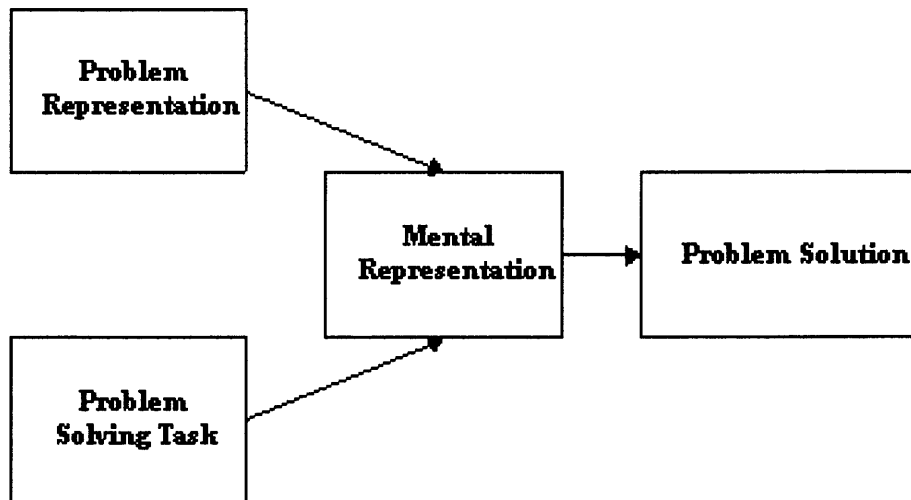 Problem
Representation
Mental
Representation
Problem Solution
Problem
Solving Task